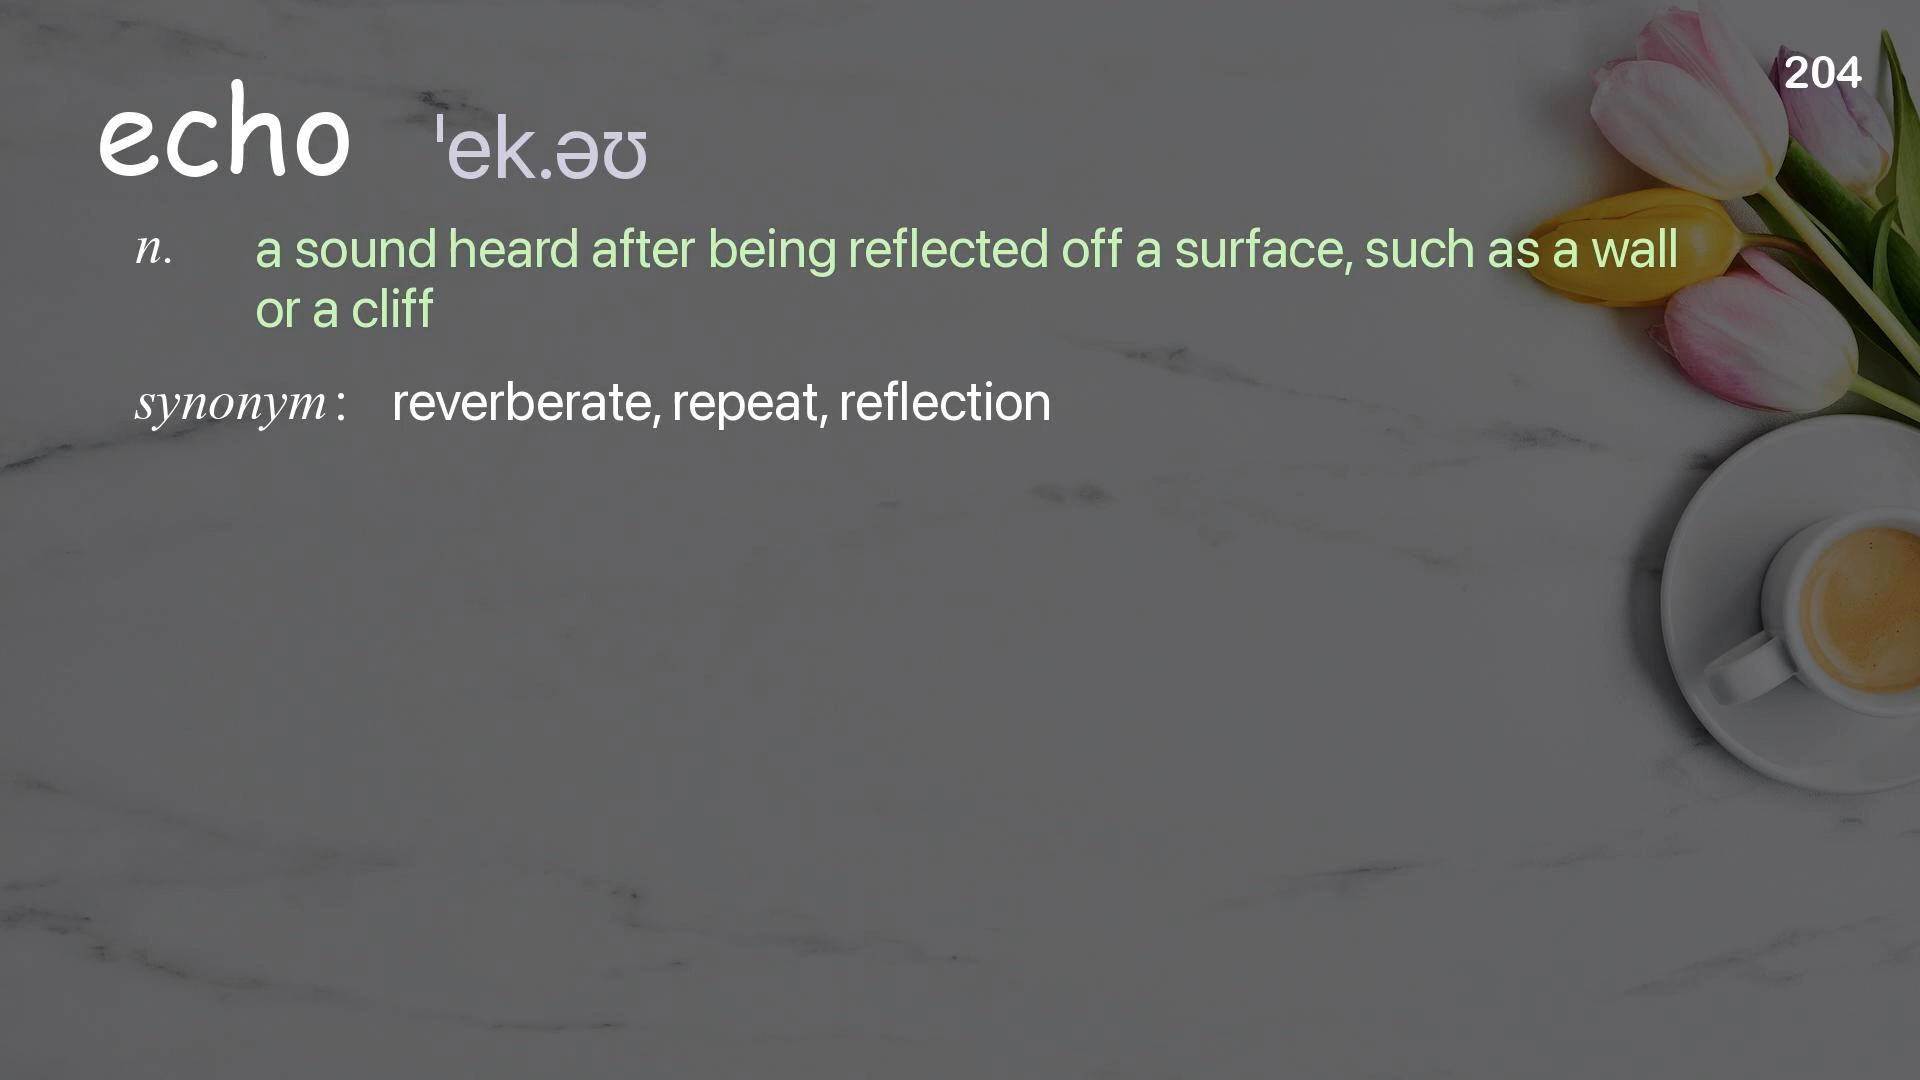 204
echo ˈek.əʊ
n. a sound heard after being reflected off a surface, such as a wall
or a cliff
synonym: reverberate, repeat, reflection